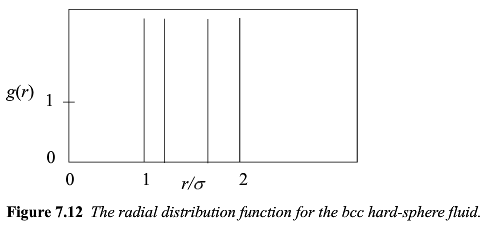 g(r)
1
0
0 1 r/σ 2
Figure 7.12 The radial distribution function for the bcc hard-sphere fluid.